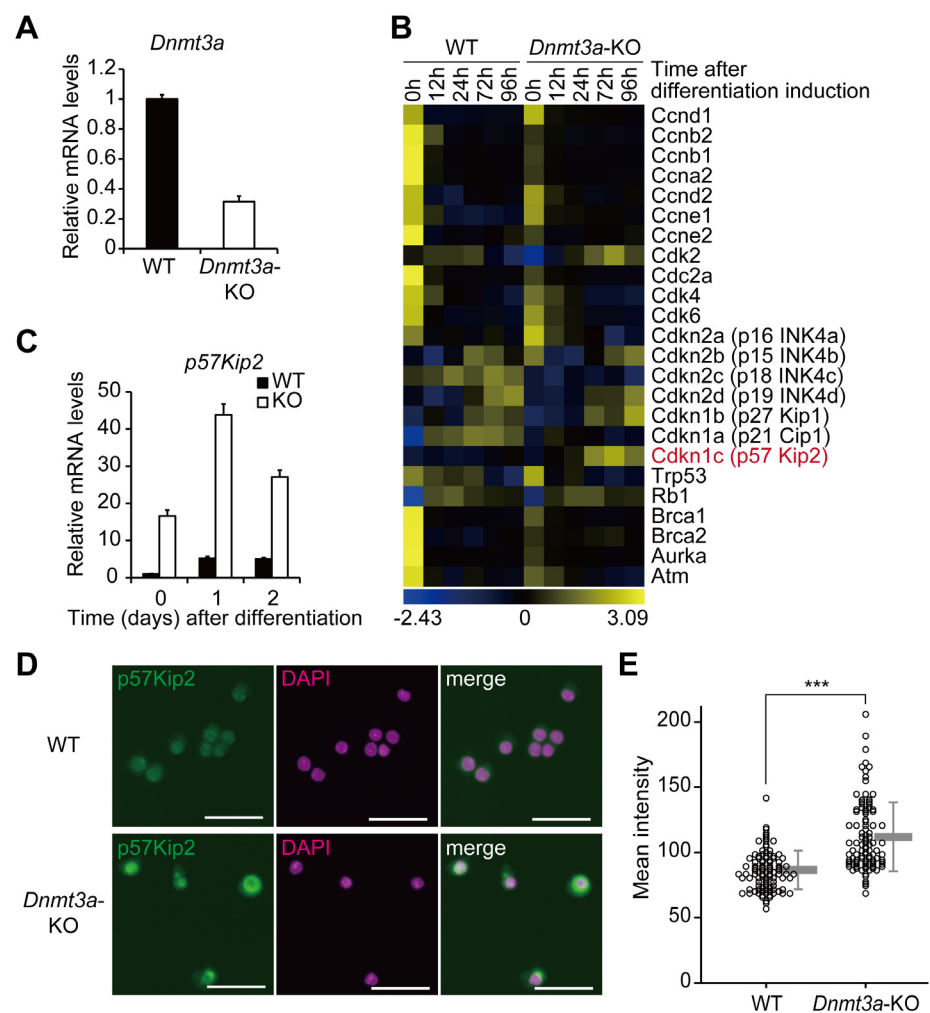 A
Dnmt3a
Relative mRNA levels
1.2
1
0.8
0.6
0.4
0.2
0
WT
Dnmt3a-
KO
B
WT
Dnmt3a-KO
0h
12h
24h
72h
96h
0h
12h
24h
72h
96h
Time after
differentiation induction
Ccnd1
Ccnb2
Ccnb1
Ccna2
Ccnd2
Ccne1
Ccne2
Cdk2
Cdc2a
Cdk4
Cdk6
Cdkn2a (p16 INK4a)
Cdkn2b (p15 INK4b)
Cdkn2c (p18 INK4c)
Cdkn2d (p19 INK4d)
Cdkn1b (p27 Kip1)
Cdkn1a (p21 Cip1)
Cdkn1c (p57 Kip2)
Trp53
Rb1
Brca1
Brca2
Aurka
Atm
-2.43
0
3.09
C
p57Kip2
WT
KO
Relative mRNA levels
50
40
30
20
10
0
0
1
2
Time (days) after differentiation
D
p57Kip2
DAPI
merge
WT
p57Kip2
DAPI
merge
Dnmt3a-
KO
E
***
Mean intensity
200
150
100
50
0
WT
Dnmt3a-KO